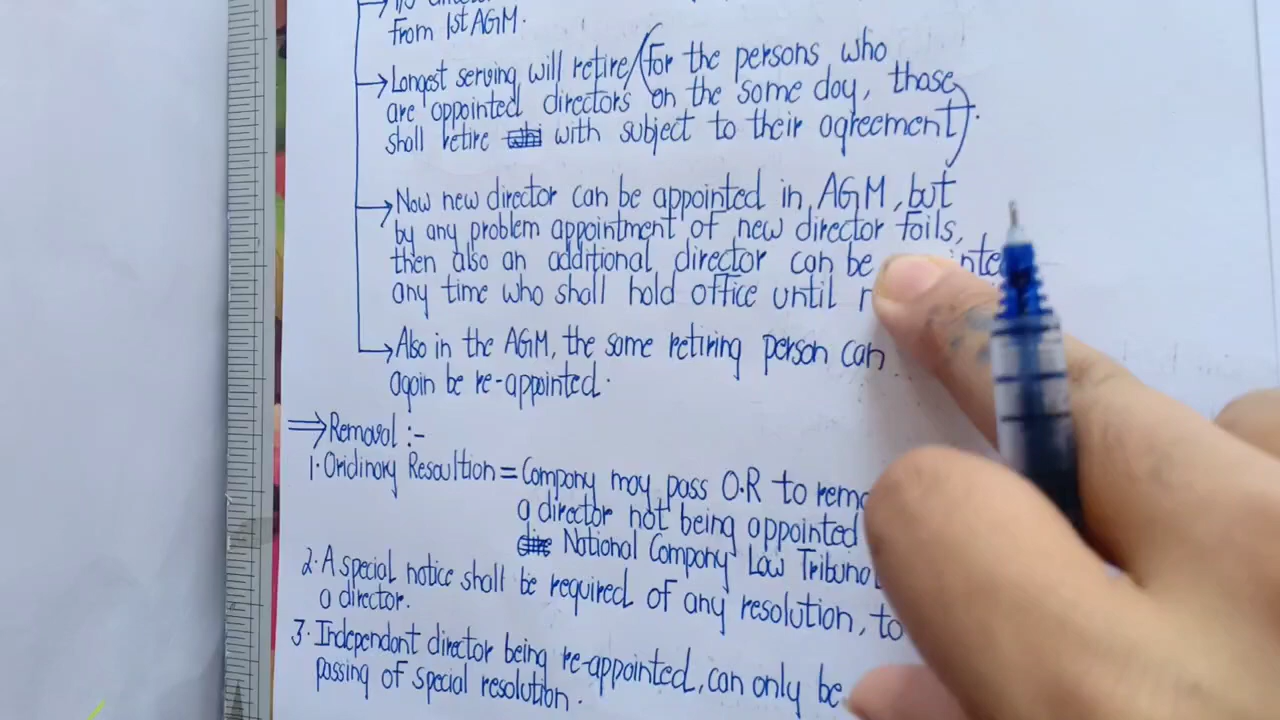 From 1st AGM.
Longest serving will retire/(for the persons who
are appointed directors on the same day, those
shall retire with subject to their agreement).
Now new director can be appointed in AGM, but
by any problem appointment of new director fails,
then also an additional director can be
any time who shall hold office until
Also in the AGM, the same retiring person can
again be re-appointed.
⇒ Removal :-
1. Oridinory Resoultion = Company may pass O.R to
a director not being appointed
National Company Law
2. A special notice shall be required of any resolution, to
a director.
3. Independant director being re-appointed, can only be
passing of special resolution.